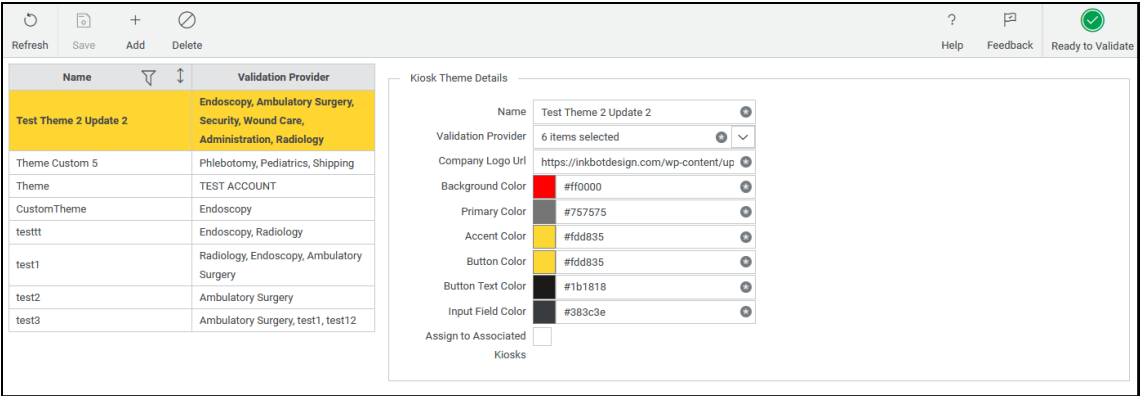 Refresh Save Add Delete Help Feedback Ready to Validate
Name Validation Provider
Test Theme 2 Update 2
Endoscopy, Ambulatory Surgery,
Security, Wound Care,
Administration, Radiology
Theme Custom 5 Phlebotomy, Pediatrics, Shipping
Theme TEST ACCOUNT
CustomTheme Endoscopy
testtt Endoscopy, Radiology
test1
Radiology, Endoscopy, Ambulatory
Surgery
test2 Ambulatory Surgery
test3 Ambulatory Surgery, test1, test12
Kiosk Theme Details
Name Test Theme 2 Update 2
Validation Provider 6 items selected
Company Logo Url https://inkbotdesign.com/wp-content/up
Background Color #ff0000
Primary Color #757575
Accent Color #fdd835
Button Color #fdd835
Button Text Color #1b1818
Input Field Color #383c3e
Assign to Associated
Kiosks